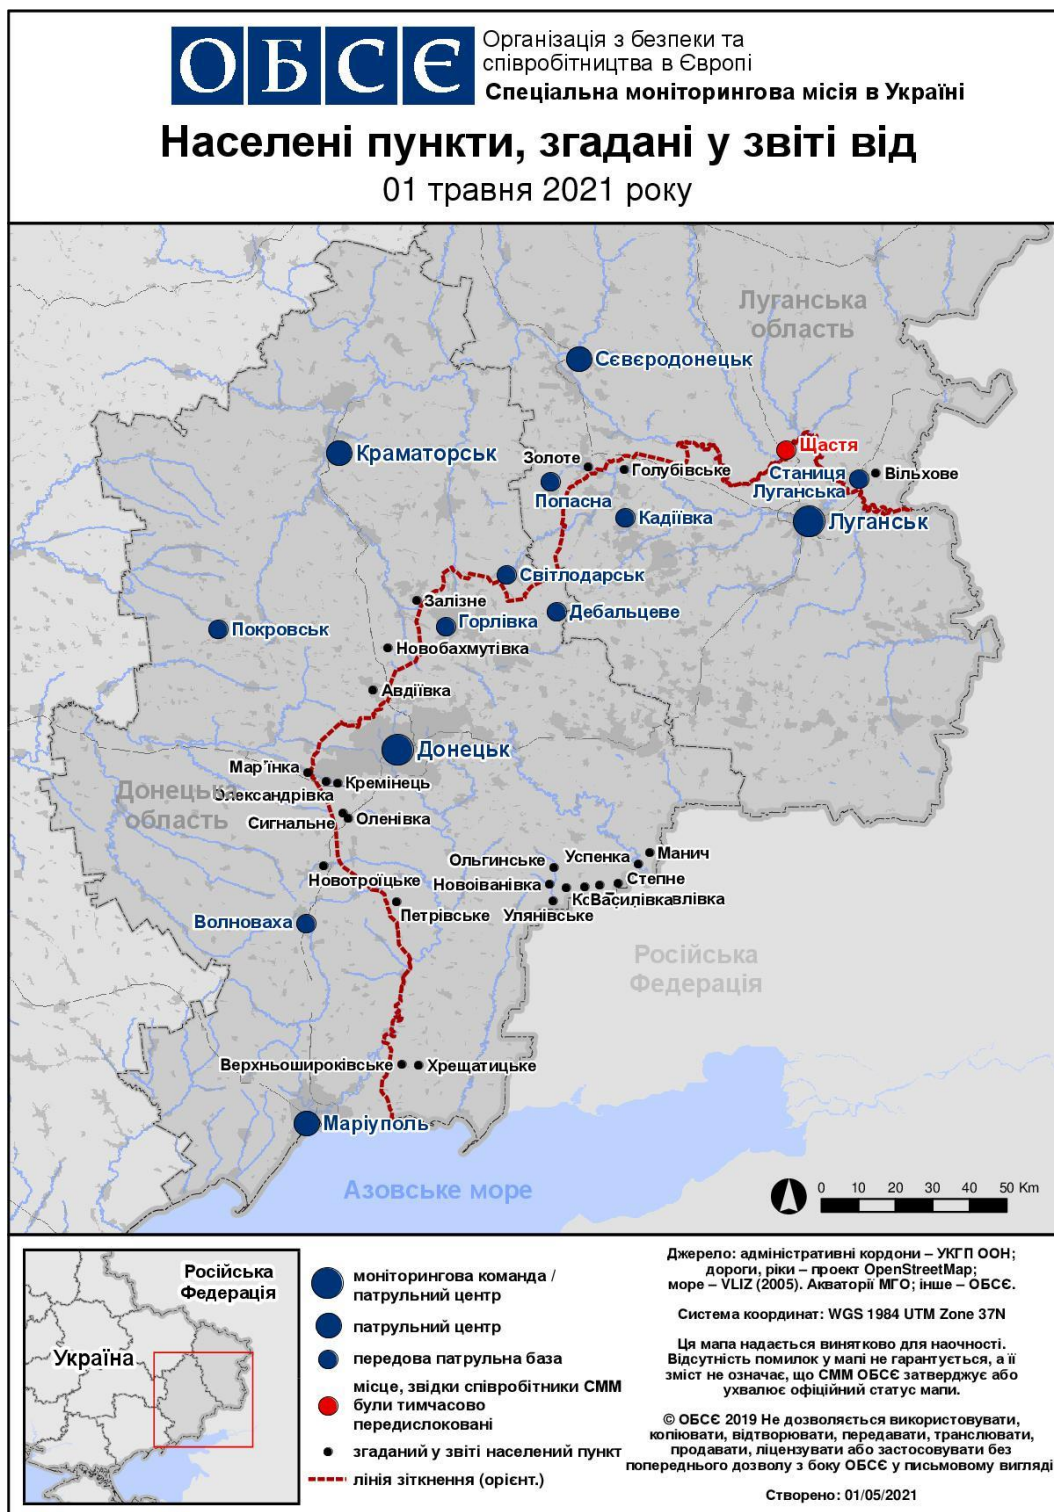 ОБСЄ
Організація з безпеки та
співробітництва в Європі
Спеціальна моніторингова місія в Україні
Населені пункти, згадані у звіті від
01 травня 2021 року
Луганська
область
Сєвєродонецьк
Краматорськ
Щастя
Золоте
Голубівське
Станиця
Луганська
Вільхове
Попасна
Кадіївка
Луганськ
Світлодарськ
Залізне
Дебальцеве
Горлівка
Покровськ
Новобахмутівка
Авдіївка
Донецьк
Мар'їнка
Кремінець
Донецька
область
Олександрівка
Сигнальне
Оленівка
Манич
Успенка
Ольгинське
Новотроїцьке
Степне
Новоіванівка
Василівка
Улянівське
Петрівське
Волноваха
Російська
Федерація
Верхньошироківське
Хрещатицьке
Маріуполь
Азовське море
0 10 20 30 40 50 Km
Російська
Федерація
Україна
моніторингова команда /
патрульний центр
патрульний центр
передова патрульна база
місце, звідки співробітники СММ
були тимчасово
передислоковані
згаданий у звіті населений пункт
лінія зіткнення (орієнт.)
Джерело: адміністративні кордони – УКГП ООН;
дороги, ріки – проект OpenStreetMap;
море – VLIZ (2005). Акваторії МГО; інше – ОБСЄ.
Система координат: WGS 1984 UTM Zone 37N
Ця мапа надається винятково для наочності.
Відсутність помилок у мапі не гарантується, а її
зміст не означає, що СММ ОБСЄ затверджує або
ухвалює офіційний статус мапи.
© ОБСЄ 2019 Не дозволяється використовувати,
копіювати, відтворювати, передавати, транслювати,
продавати, ліцензувати або застосовувати без
попереднього дозволу з боку ОБСЄ у письмовому вигляді
Створено: 01/05/2021